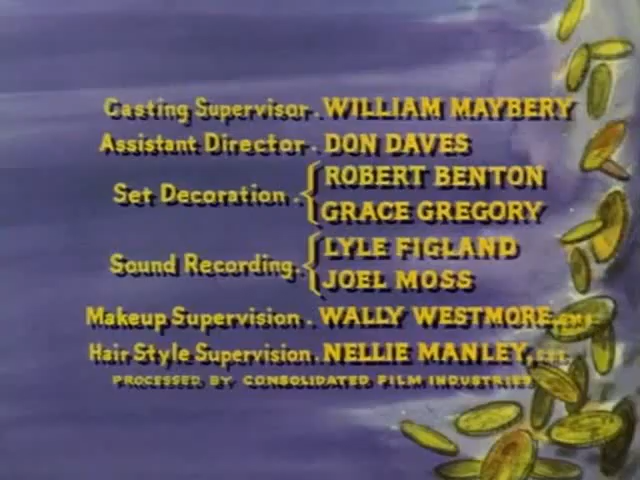 Casting Supervisor. WILLIAM MAYBERY
Assistant Director. DON DAVES
Set Decoration. ROBERT BENTON
GRACE GREGORY
Sound Recording. LYLE FIGLAND
JOEL MOSS
Makeup Supervision. WALLY WESTMORE,
Hair Style Supervision. NELLIE MANLEY,
PROCESSED BY CONSOLIDATED FILM INDUSTRIES